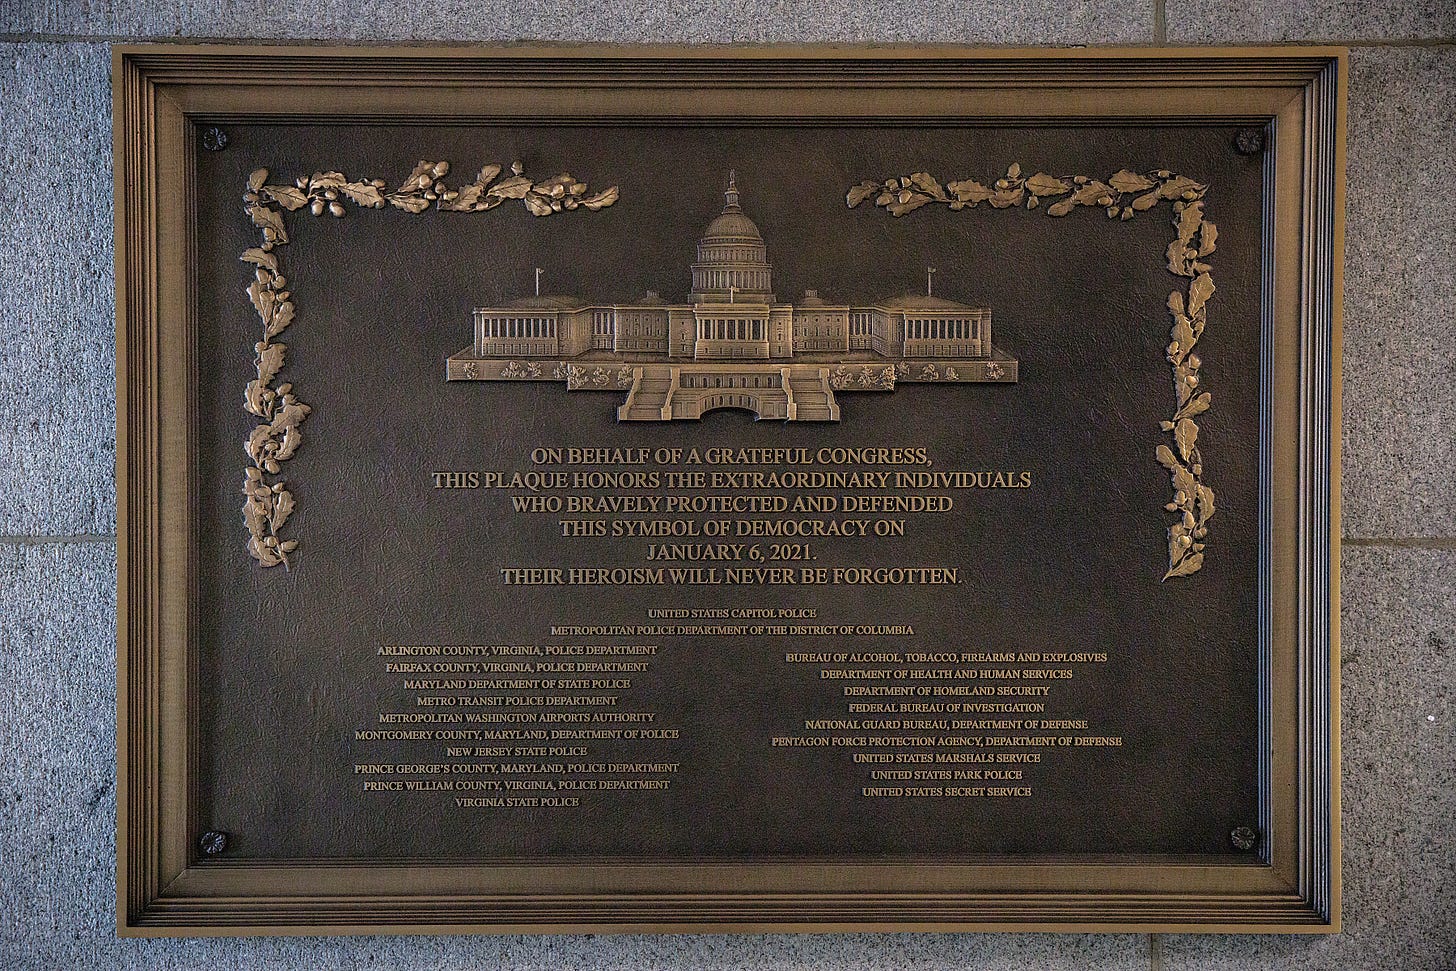 ON BEHALF OF A GRATEFUL CONGRESS,
THIS PLAQUE HONORS THE EXTRAORDINARY INDIVIDUALS
WHO BRAVELY PROTECTED AND DEFENDED
THIS SYMBOL OF DEMOCRACY ON
JANUARY 6, 2021.
THEIR HEROISM WILL NEVER BE FORGOTTEN.
UNITED STATES CAPITOL POLICE
METROPOLITAN POLICE DEPARTMENT OF THE DISTRICT OF COLUMBIA
ARLINGTON COUNTY, VIRGINIA, POLICE DEPARTMENT
FAIRFAX COUNTY, VIRGINIA, POLICE DEPARTMENT
MARYLAND DEPARTMENT OF STATE POLICE
METRO TRANSIT POLICE DEPARTMENT
METROPOLITAN WASHINGTON AIRPORTS AUTHORITY
MONTGOMERY COUNTY, MARYLAND, DEPARTMENT OF POLICE
NEW JERSEY STATE POLICE
PRINCE GEORGE'S COUNTY, MARYLAND, POLICE DEPARTMENT
PRINCE WILLIAM COUNTY, VIRGINIA, POLICE DEPARTMENT
VIRGINIA STATE POLICE
BUREAU OF ALCOHOL, TOBACCO, FIREARMS AND EXPLOSIVES
DEPARTMENT OF HEALTH AND HUMAN SERVICES
DEPARTMENT OF HOMELAND SECURITY
FEDERAL BUREAU OF INVESTIGATION
NATIONAL GUARD BUREAU, DEPARTMENT OF DEFENSE
PENTAGON FORCE PROTECTION AGENCY, DEPARTMENT OF DEFENSE
UNITED STATES MARSHALS SERVICE
UNITED STATES PARK POLICE
UNITED STATES SECRET SERVICE